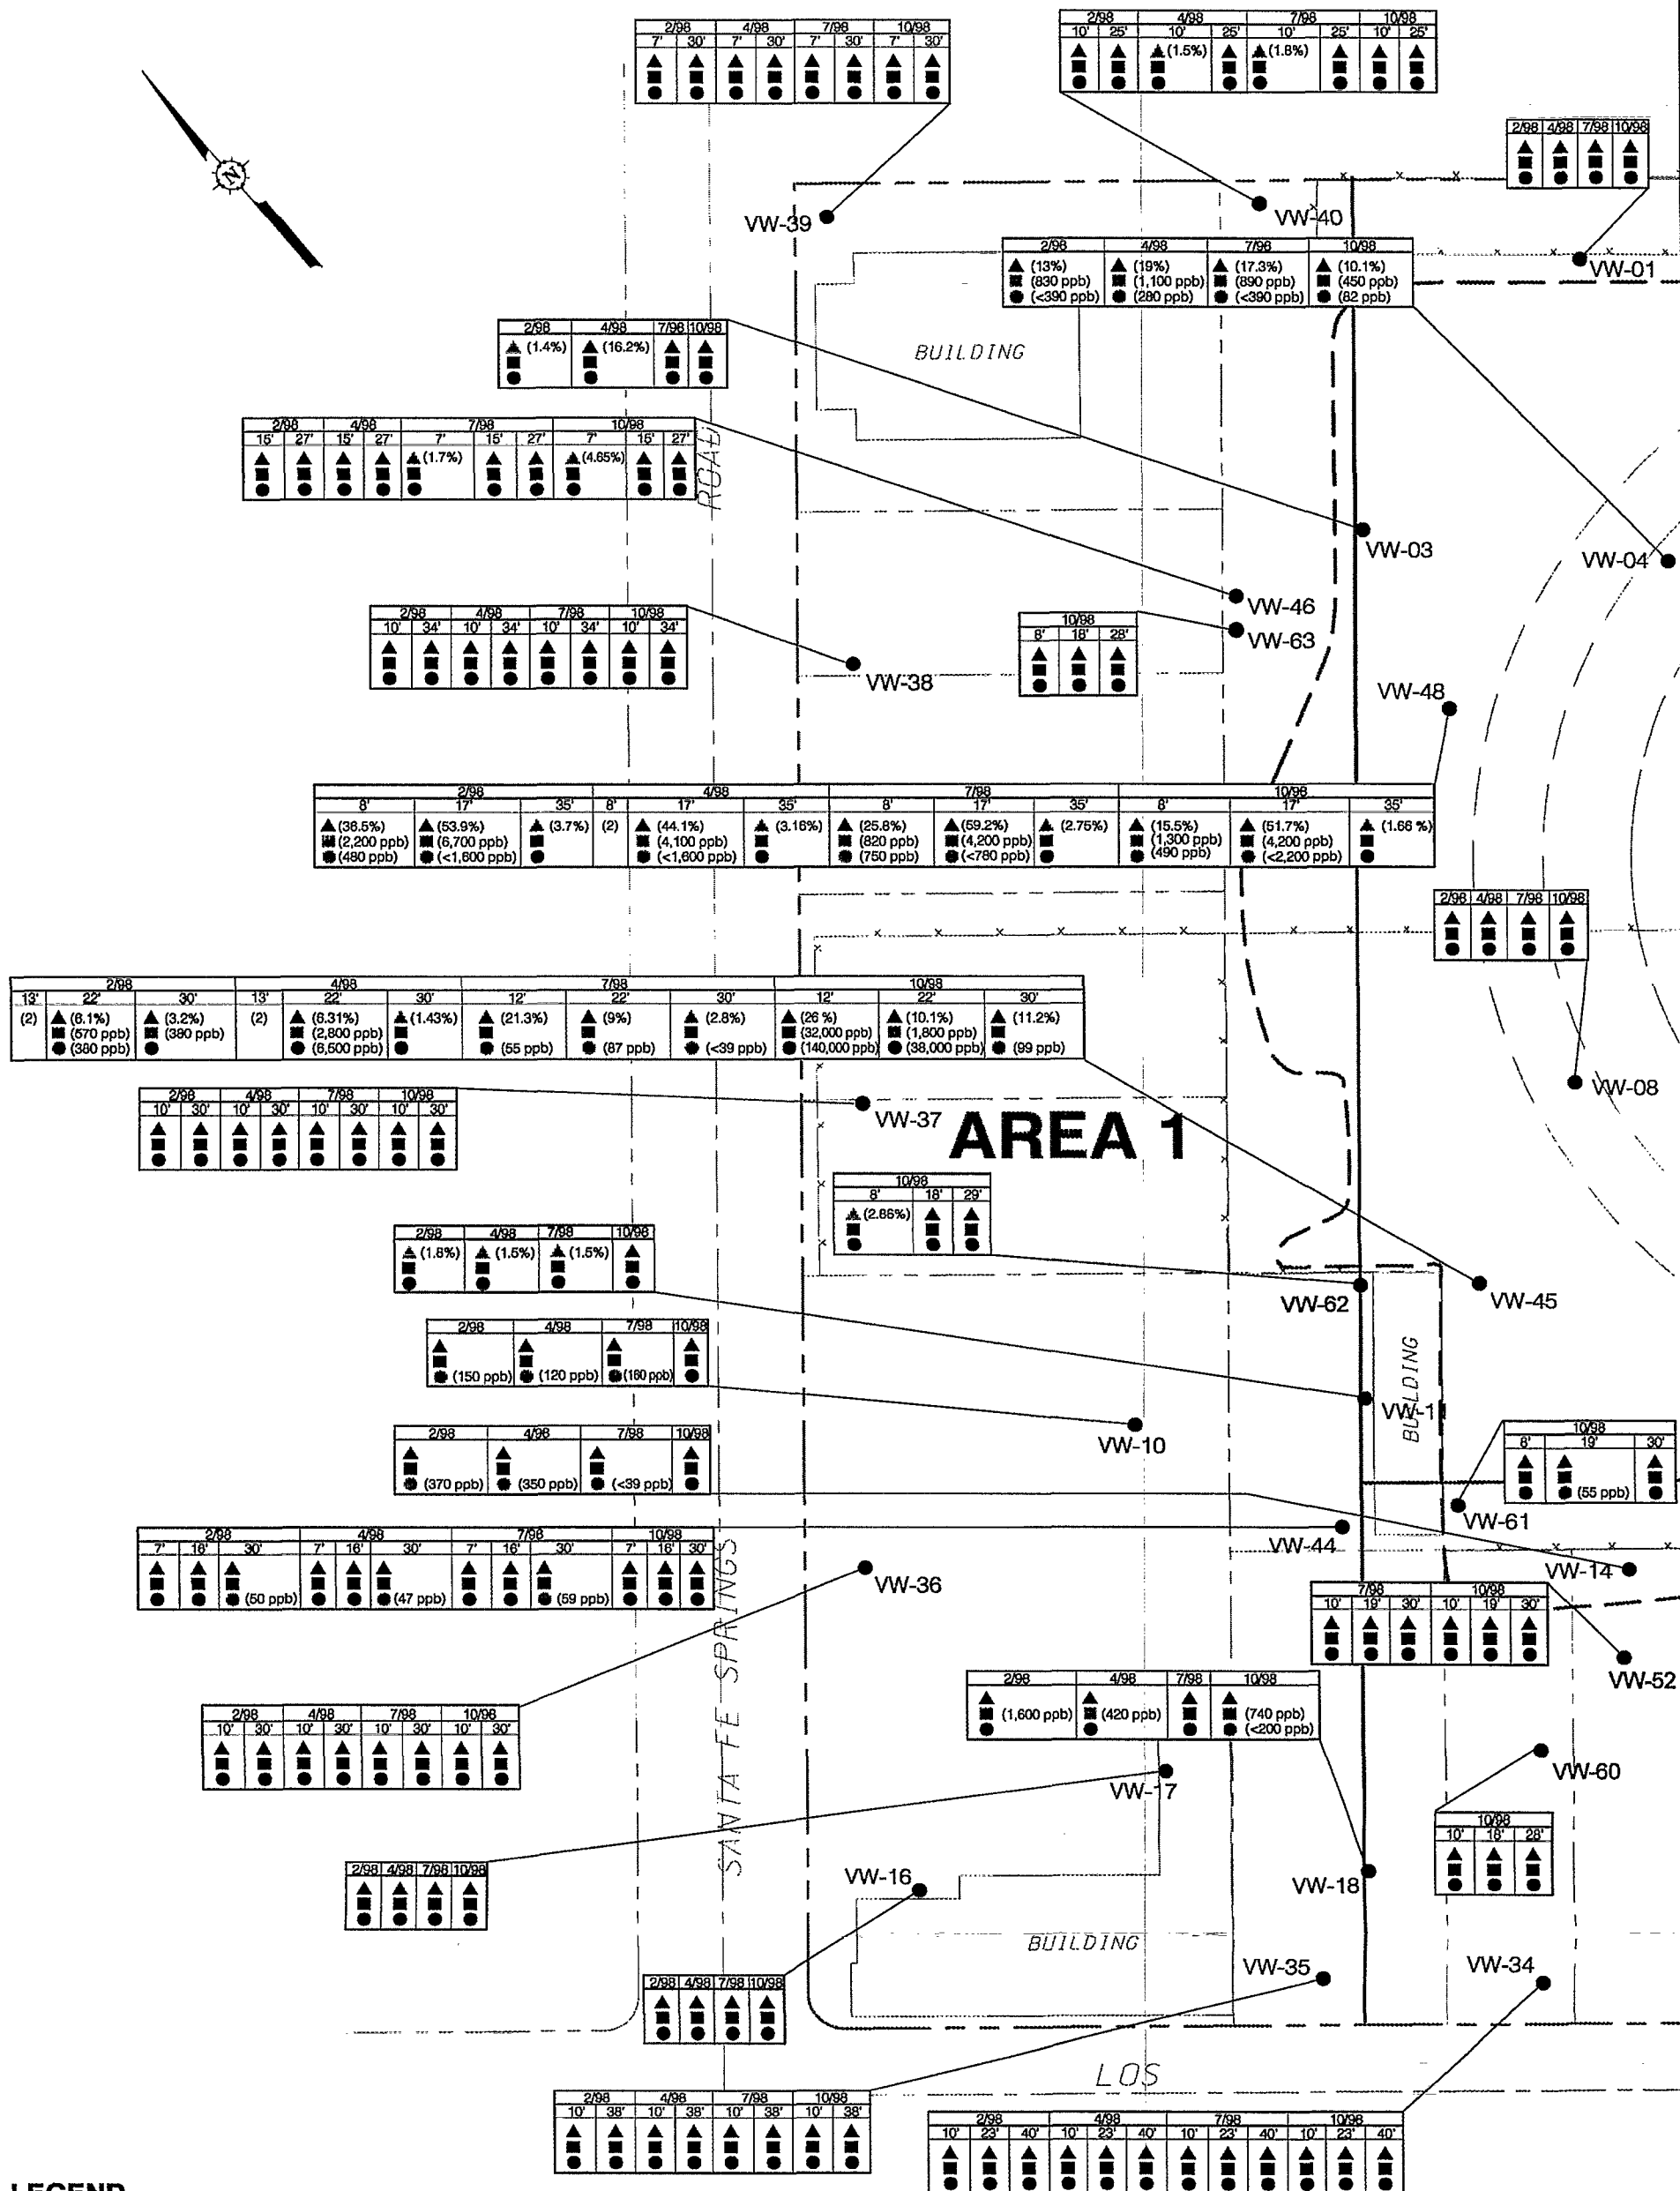 2/98 4/98 7/98 10/98
7' 30' 7' 30' 7' 30' 7' 30'
2/98 4/98 7/98 10/98
10' 25' 10' 25' 10' 25' 10' 25'
(1.5%) (1.8%)
2/98 4/98 7/98 10/98
N
VW-39
VW-40
VW-01
2/98 4/98 7/98 10/98
(13%) (19%) (17.3%) (10.1%)
(830 ppb) (1,100 ppb) (890 ppb) (450 ppb)
(<390 ppb) (280 ppb) (<390 ppb) (82 ppb)
BUILDING
2/98 4/98 7/98 10/98
(1.4%) (16.2%)
2/98 4/98 7/98 10/98
15' 27' 15' 27' 7' 15' 27' 7' 15' 27'
(1.7%) (4.65%)
ROAD
VW-03
VW-04
VW-46
VW-63
2/98 4/98 7/98 10/98
10' 34' 10' 34' 10' 34' 10' 34'
VW-38
10/98
8' 18' 28'
VW-48
2/98 4/98 7/98 10/98
8' 17' 35' 8' 17' 35' 8' 17' 35' 8' 17' 35'
(38.5%) (53.9%) (3.7%) (2) (44.1%) (3.16%) (25.8%) (59.2%) (2.75%) (15.5%) (51.7%) (1.66 %)
(2,200 ppb) (6,700 ppb) (4,100 ppb) (820 ppb) (4,200 ppb) (1,300 ppb) (4,200 ppb)
(480 ppb) (<1,600 ppb) (<1,600 ppb) (750 ppb) (<780 ppb) (490 ppb) (<2,200 ppb)
2/98 4/98 7/98 10/98
VW-08
2/98 4/98 7/98 10/98
13' 22' 30' 13' 22' 30' 12' 22' 30' 12' 22' 30'
(2) (6.1%) (3.2%) (2) (6.31%) (1.43%) (21.3%) (9%) (2.8%) (26 %) (10.1%) (11.2%)
(570 ppb) (380 ppb) (2,800 ppb) (32,000 ppb) (1,800 ppb)
(380 ppb) (6,500 ppb) (55 ppb) (87 ppb) (<39 ppb) (140,000 ppb) (38,000 ppb) (99 ppb)
2/98 4/98 7/98 10/98
10' 30' 10' 30' 10' 30' 10' 30'
VW-37
AREA 1
10/98
8' 18' 29'
(2.86%)
2/98 4/98 7/98 10/98
(1.8%) (1.5%) (1.5%)
VW-62
VW-45
2/98 4/98 7/98 10/98
(150 ppb) (120 ppb) (160 ppb)
BUILDING
VW-10
2/98 4/98 7/98 10/98
(370 ppb) (350 ppb) (<39 ppb)
10/98
8' 19' 30'
(55 ppb)
VW-61
VW-44
VW-14
2/98 4/98 7/98 10/98
7' 16' 30' 7' 16' 30' 7' 16' 30' 7' 16' 30'
(50 ppb) (47 ppb) (59 ppb)
VW-36
SANTA FE SPRINGS
7/98 10/98
10' 19' 30' 10' 19' 30'
VW-52
2/98 4/98 7/98 10/98
(1,600 ppb) (420 ppb) (740 ppb)
(<200 ppb)
2/98 4/98 7/98 10/98
10' 30' 10' 30' 10' 30' 10' 30'
VW-17
VW-60
10/98
10' 18' 28'
2/98 4/98 7/98 10/98
VW-16
VW-18
BUILDING
VW-35
VW-34
2/98 4/98 7/98 10/98
LOS
2/98 4/98 7/98 10/98
10' 38' 10' 38' 10' 38' 10' 38'
2/98 4/98 7/98 10/98
10' 23' 40' 10' 23' 40' 10' 23' 40' 10' 23' 40'
LEGEND